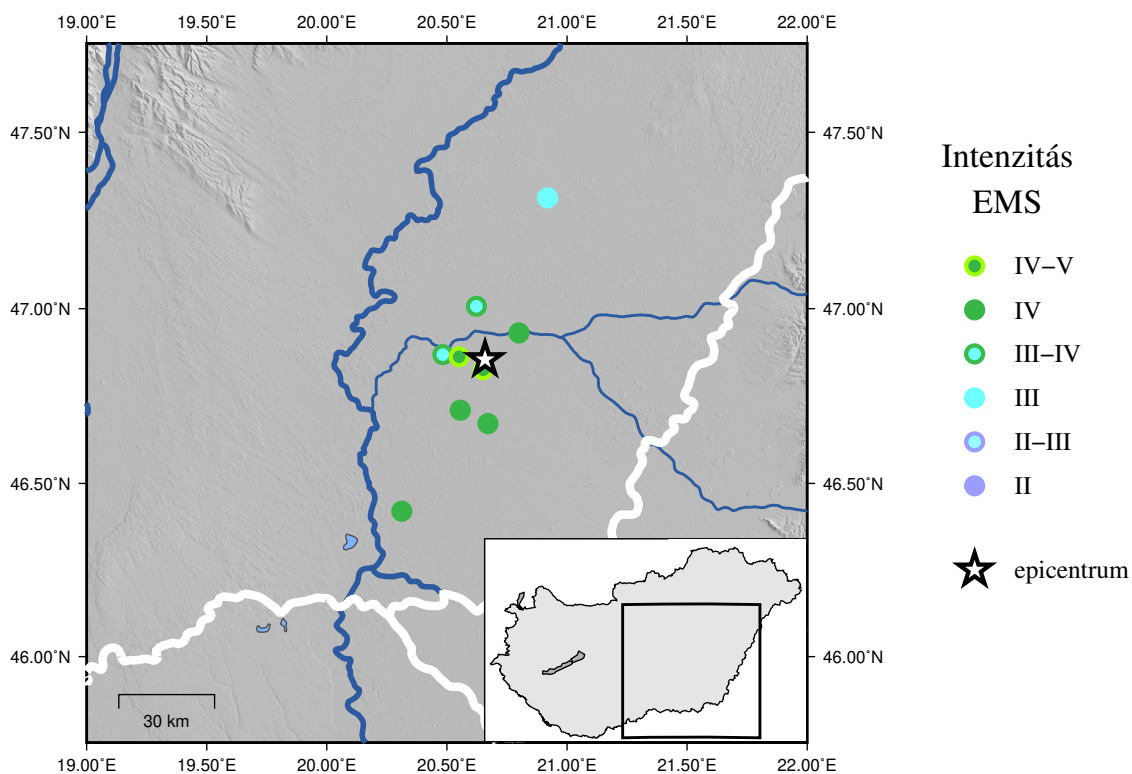 19.00˚E 19.50˚E 20.00˚E 20.50˚E 21.00˚E 21.50˚E 22.00˚E
47.50˚N 47.50˚N
47.00˚N 47.00˚N
46.50˚N 46.50˚N
46.00˚N 46.00˚N
30 km
19.00˚E 19.50˚E 20.00˚E 20.50˚E 21.00˚E 21.50˚E 22.00˚E
Intenzitás
EMS
IV–V
IV
III–IV
III
II–III
II
epicentrum